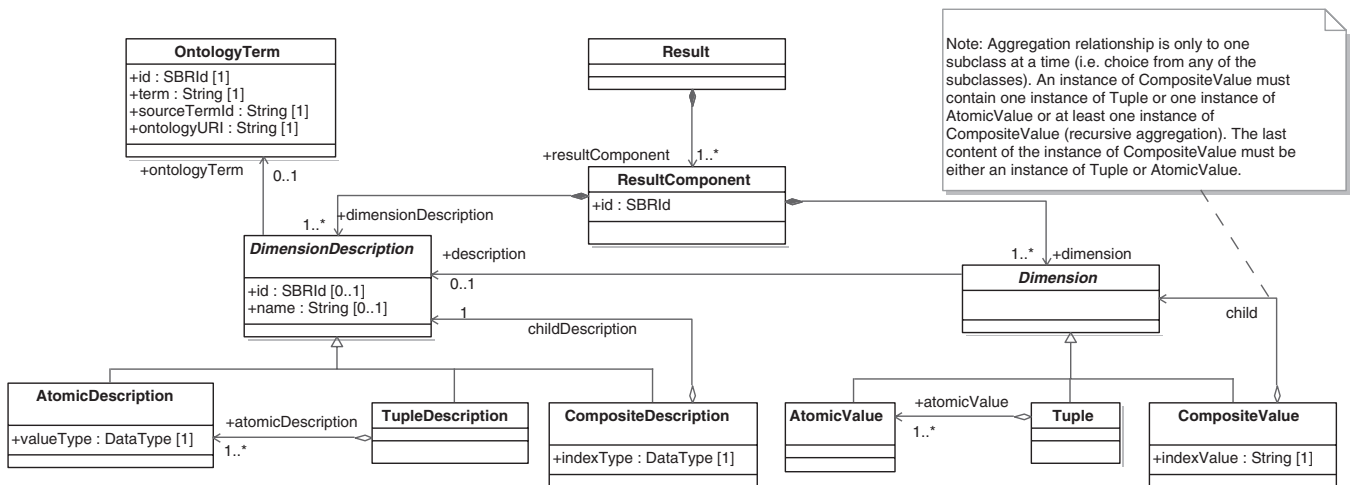 OntologyTerm
+id : SBRId [1]
+term : String [1]
+sourceTermId : String [1]
+ontologyURI : String [1]
Result
Note: Aggregation relationship is only to one
subclass at a time (i.e. choice from any of the
subclasses). An instance of CompositeValue must
contain one instance of Tuple or one instance of
AtomicValue or at least one instance of
CompositeValue (recursive aggregation). The last
content of the instance of CompositeValue must be
either an instance of Tuple or AtomicValue.
+ontologyTerm
0..1
+resultComponent
1..*
ResultComponent
+id : SBRId
+dimensionDescription
1..*
DimensionDescription
+id : SBRId [0..1]
+name : String [0..1]
+description
0..1
1
childDescription
1..*
+dimension
Dimension
child
AtomicDescription
+valueType : DataType [1]
+atomicDescription
1..*
TupleDescription
CompositeDescription
+indexType : DataType [1]
AtomicValue
+atomicValue
1..*
Tuple
CompositeValue
+indexValue : String [1]